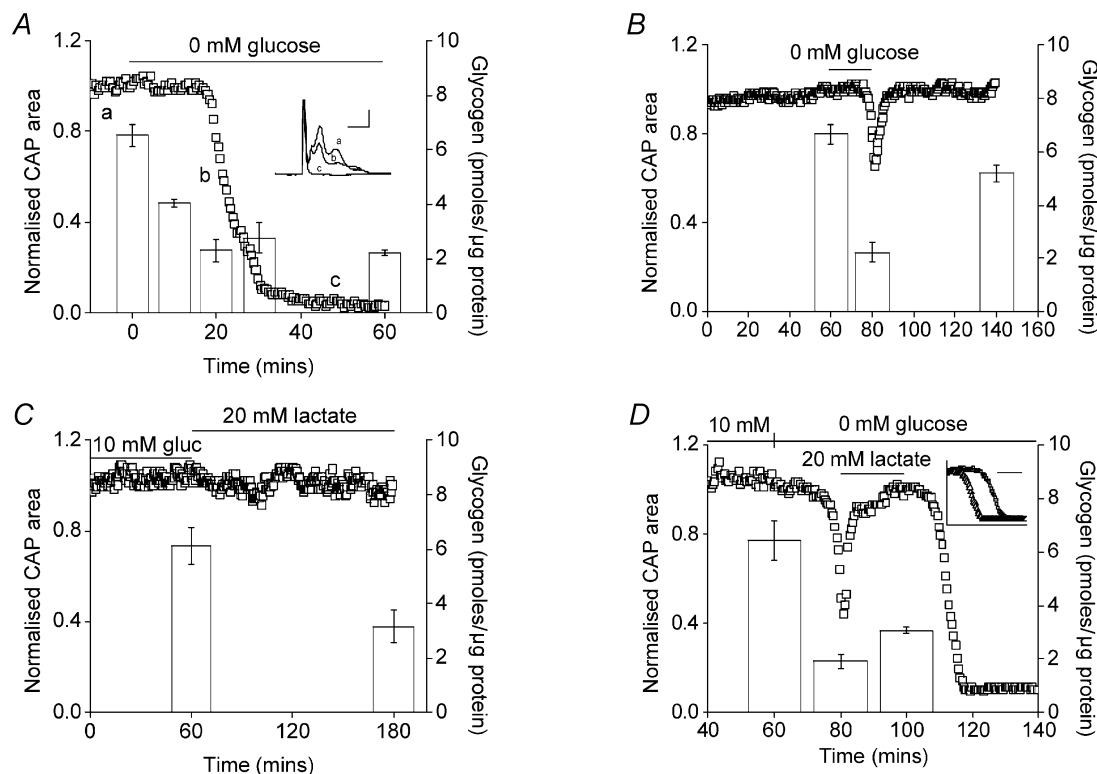 A
0 mM glucose
1.2
0.8
0.4
0.0
Normalised CAP area
a
b
c
a
b
c
10
8
6
4
2
0
Glycogen (pmoles/µg protein)
0
20
40
60
Time (mins)
B
0 mM glucose
1.2
0.8
0.4
0.0
Normalised CAP area
10
8
6
4
2
0
Glycogen (pmoles/µg protein)
0 20 40 60 80 100 120 140 160
C
20 mM lactate
10 mM gluc
1.2
0.8
0.4
0.0
Normalised CAP area
10
8
6
4
2
0
Glycogen (pmoles/µg protein)
0
60
120
180
Time (mins)
D
10 mM
0 mM glucose
20 mM lactate
1.2
0.8
0.4
0.0
Normalised CAP area
10
8
6
4
2
0
Glycogen (pmoles/µg protein)
40 60 80 100 120 140
Time (mins)